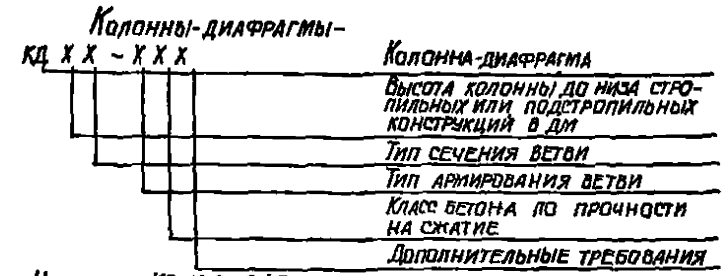 Колонны-диафрагмы-
КД Х Х ~ Х Х Х
Колонна-диафрагма
Высота колонны до низа стро-
пильных или подстропильных
конструкций в дм
Тип сечения ветви
Тип армирования ветви
Класс бетона по прочности
на сжатие
Дополнительные требования